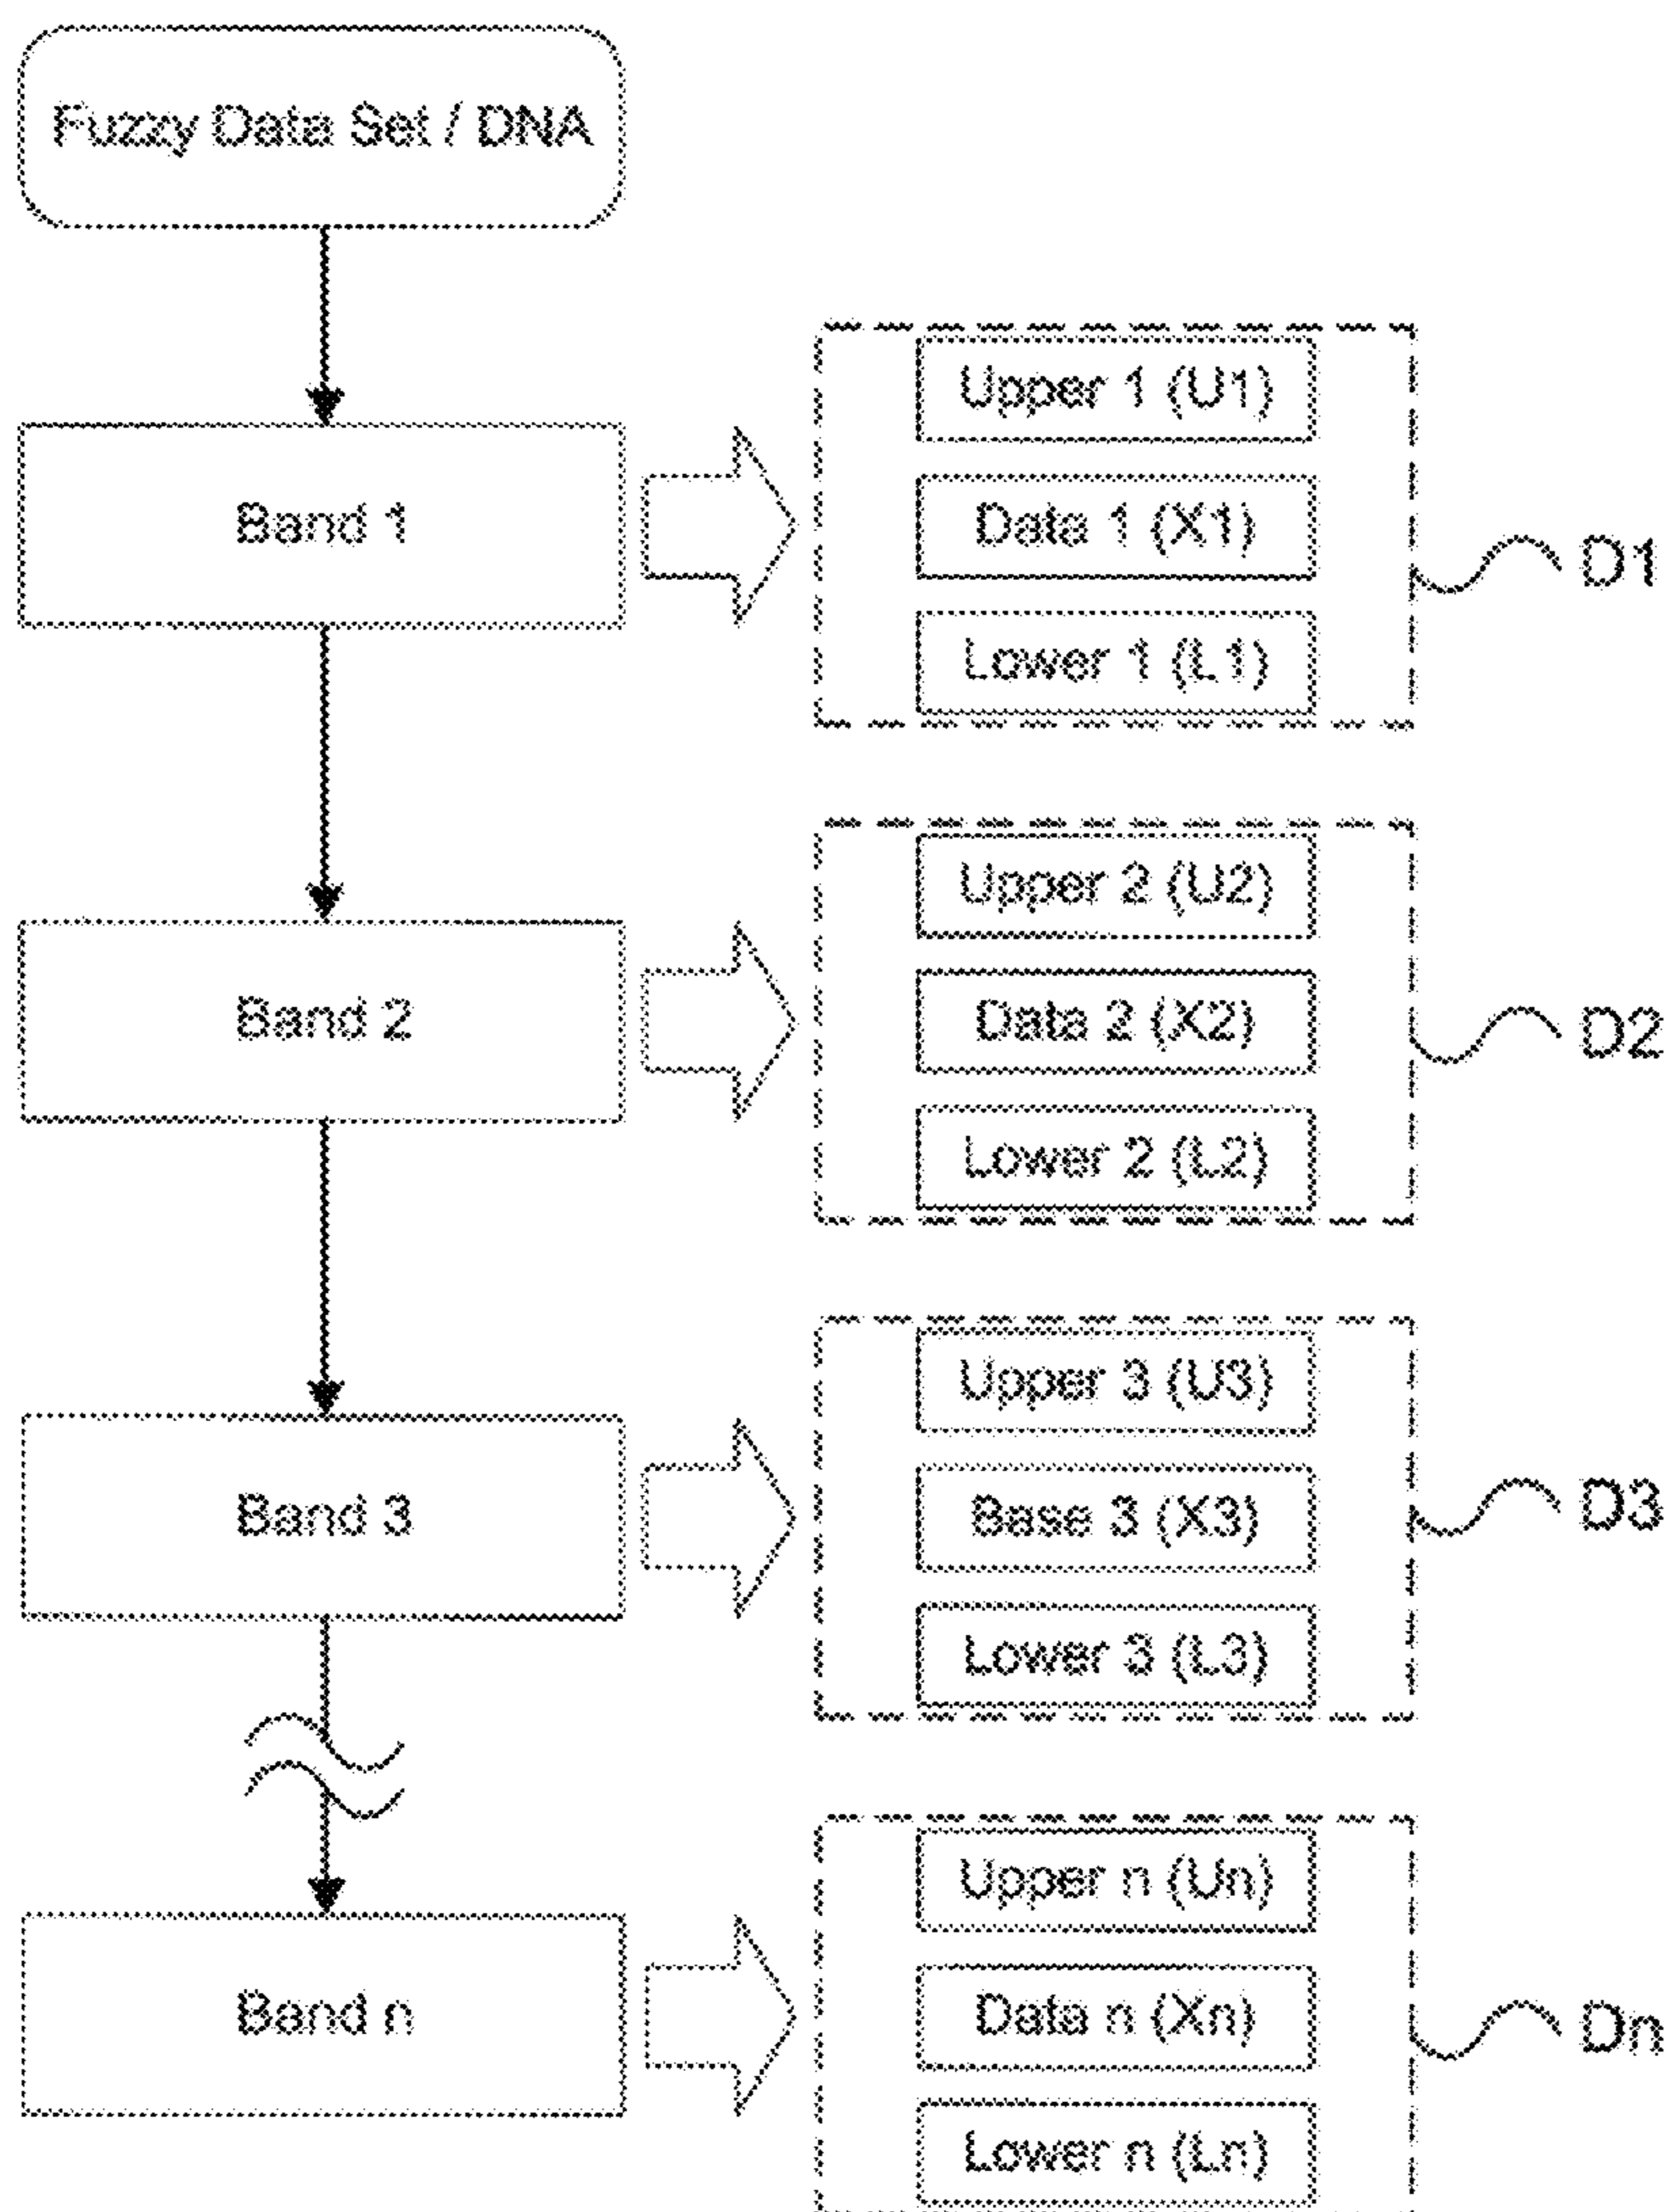 Fuzzy Data Set / DNA
Band 1
Upper 1 (U1)
Data 1 (X1)
Lower 1 (L1)
D1
Band 2
Upper 2 (U2)
Data 2 (X2)
Lower 2 (L2)
D2
Band 3
Upper 3 (U3)
Base 3 (X3)
Lower 3 (L3)
D3
Band n
Upper n (Un)
Data n (Xn)
Lower n (Ln)
Dn